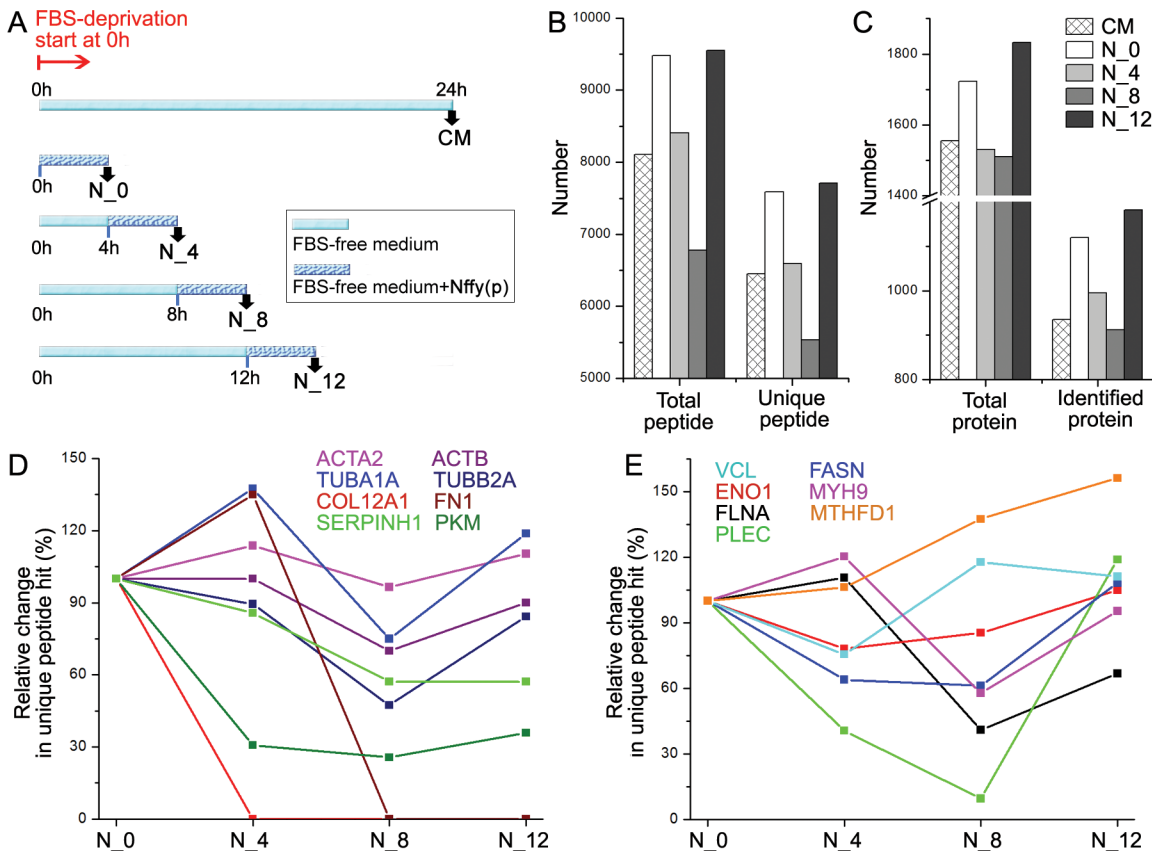 A
FBS-deprivation
start at 0h
0h
24h
CM
0h
N_0
0h
4h
N_4
0h
8h
N_8
0h
12h
N_12
FBS-free medium
FBS-free medium+Nffy(p)
B
10000
9000
8000
7000
6000
5000
Number
Total
peptide
Unique
peptide
C
1800
1600
1400
1000
800
Number
Total
protein
Identified
protein
CM
N_0
N_4
N_8
N_12
D
150
120
90
60
30
0
Relative change
in unique peptide hit (%)
ACTA2
ACTB
TUBA1A
TUBB2A
COL12A1
FN1
SERPINH1
PKM
N_0
N_4
N_8
N_12
E
150
120
90
60
30
0
Relative change
in unique peptide hit (%)
VCL
FASN
ENO1
MYH9
FLNA
MTHFD1
PLEC
N_0
N_4
N_8
N_12